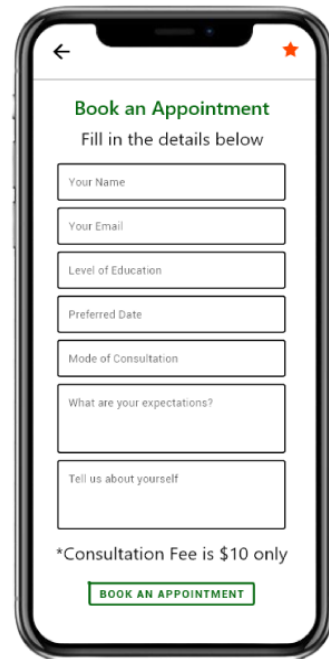 Book an Appointment
Fill in the details below
Your Name
Your Email
Level of Education
Preferred Date
Mode of Consultation
What are your expectations?
Tell us about yourself
*Consultation Fee is $10 only
BOOK AN APPOINTMENT